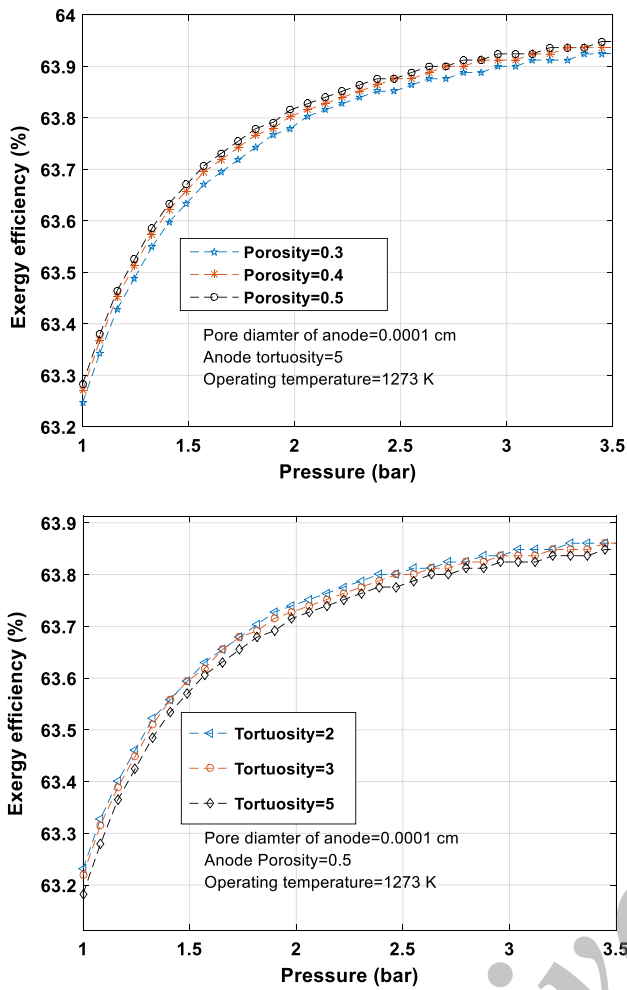 64
63.9
63.8
63.7
63.6
63.5
63.4
63.3
63.2
Exergy efficiency (%)
Porosity=0.3
Porosity=0.4
Porosity=0.5
Pore diamter of anode=0.0001 cm
Anode tortuosity=5
Operating temperature=1273 K
1 1.5 2 2.5 3 3.5
Pressure (bar)
63.9
63.8
63.7
63.6
63.5
63.4
63.3
63.2
Exergy efficiency (%)
Tortuosity=2
Tortuosity=3
Tortuosity=5
Pore diamter of anode=0.0001 cm
Anode Porosity=0.5
Operating temperature=1273 K
1 1.5 2 2.5 3 3.5
Pressure (bar)